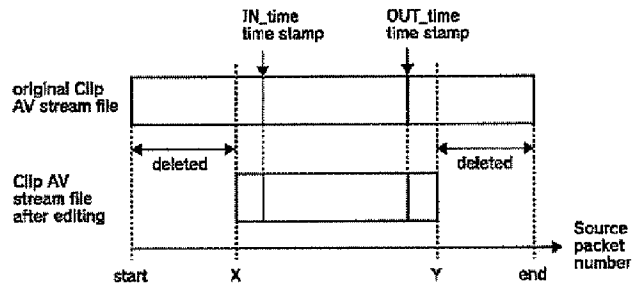 IN_time
time stamp
OUT_time
time stamp
original Clip
AV stream file
deleted
deleted
Clip AV
stream file
after editing
Source
packet
number
start
X
Y
end